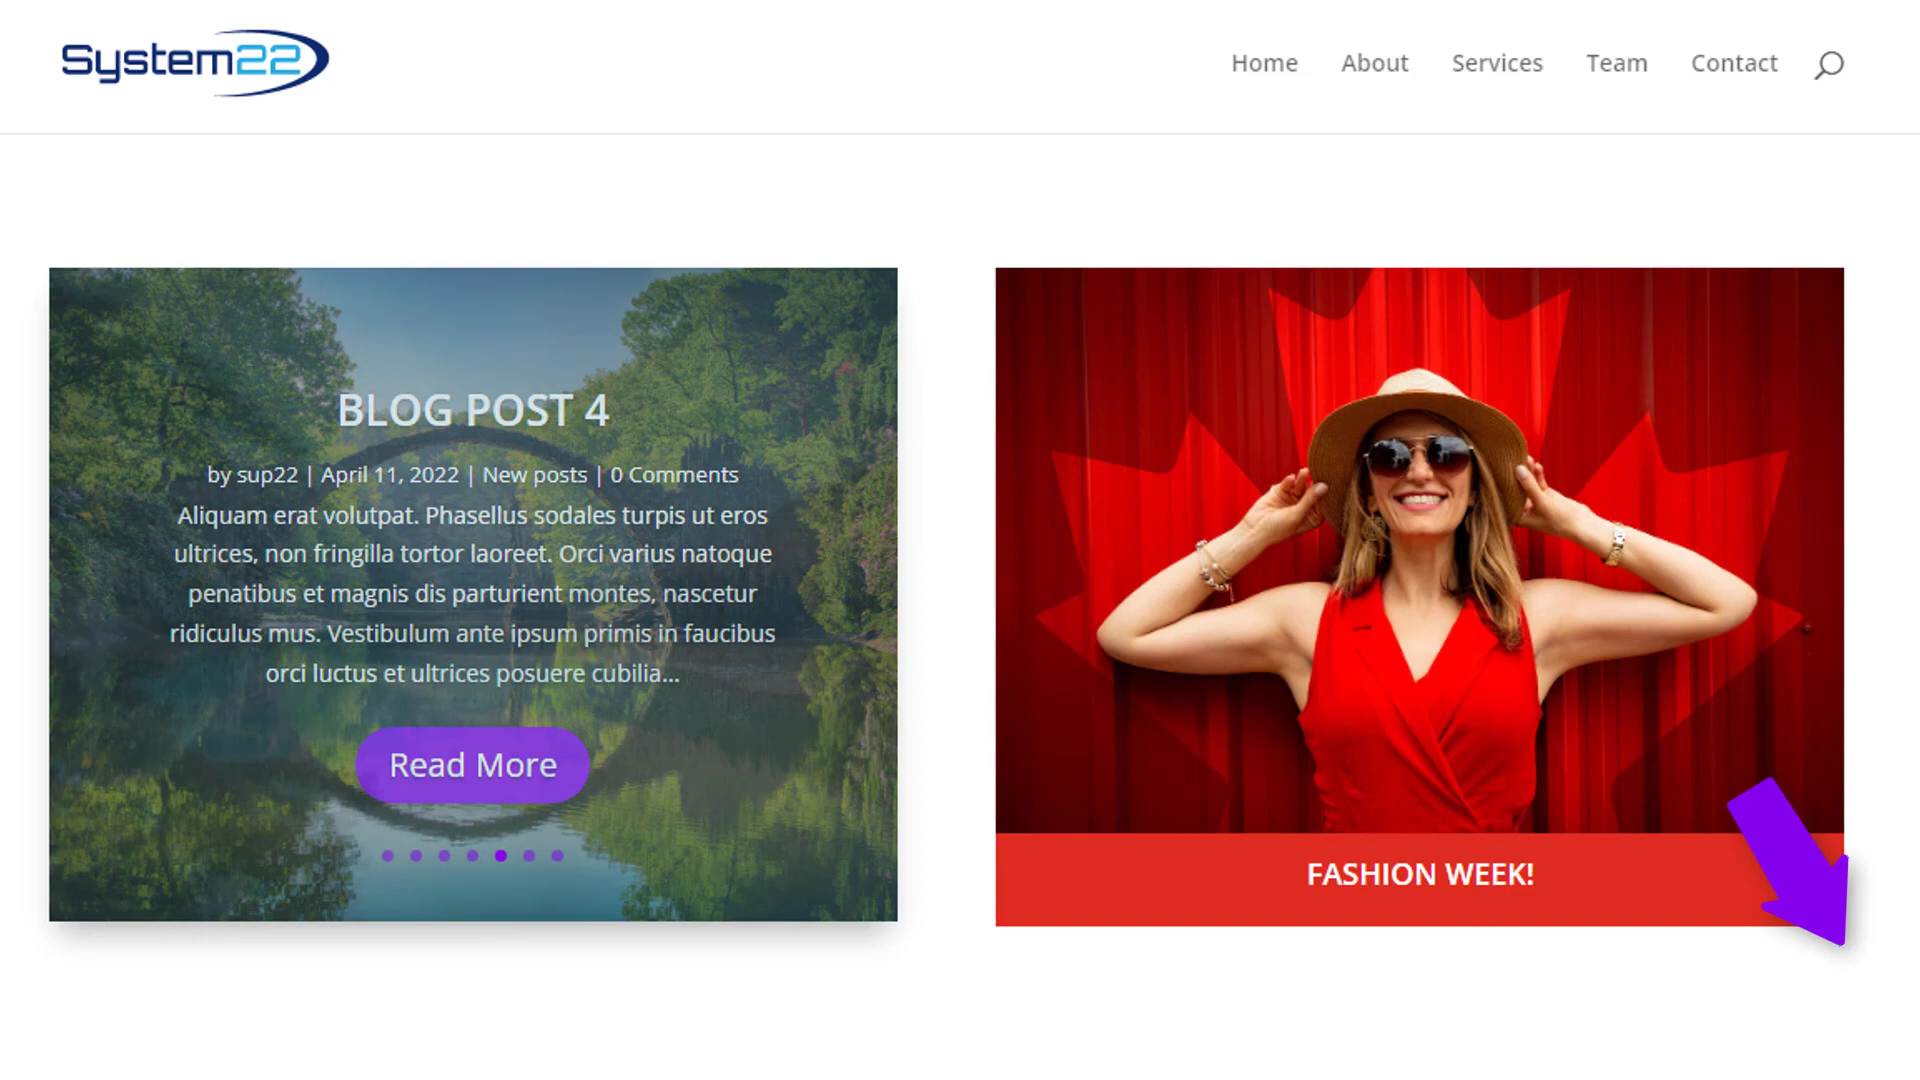 System22
Home About Services Team Contact
BLOG POST 4
by sup22 | April 11, 2022 | New posts | 0 Comments
Aliquam erat volutpat. Phasellus sodales turpis ut eros
ultrices, non fringilla tortor laoreet. Orci varius natoque
penatibus et magnis dis parturient montes, nascetur
ridiculus mus. Vestibulum ante ipsum primis in faucibus
orci luctus et ultrices posuere cubilia...
Read More
FASHION WEEK!